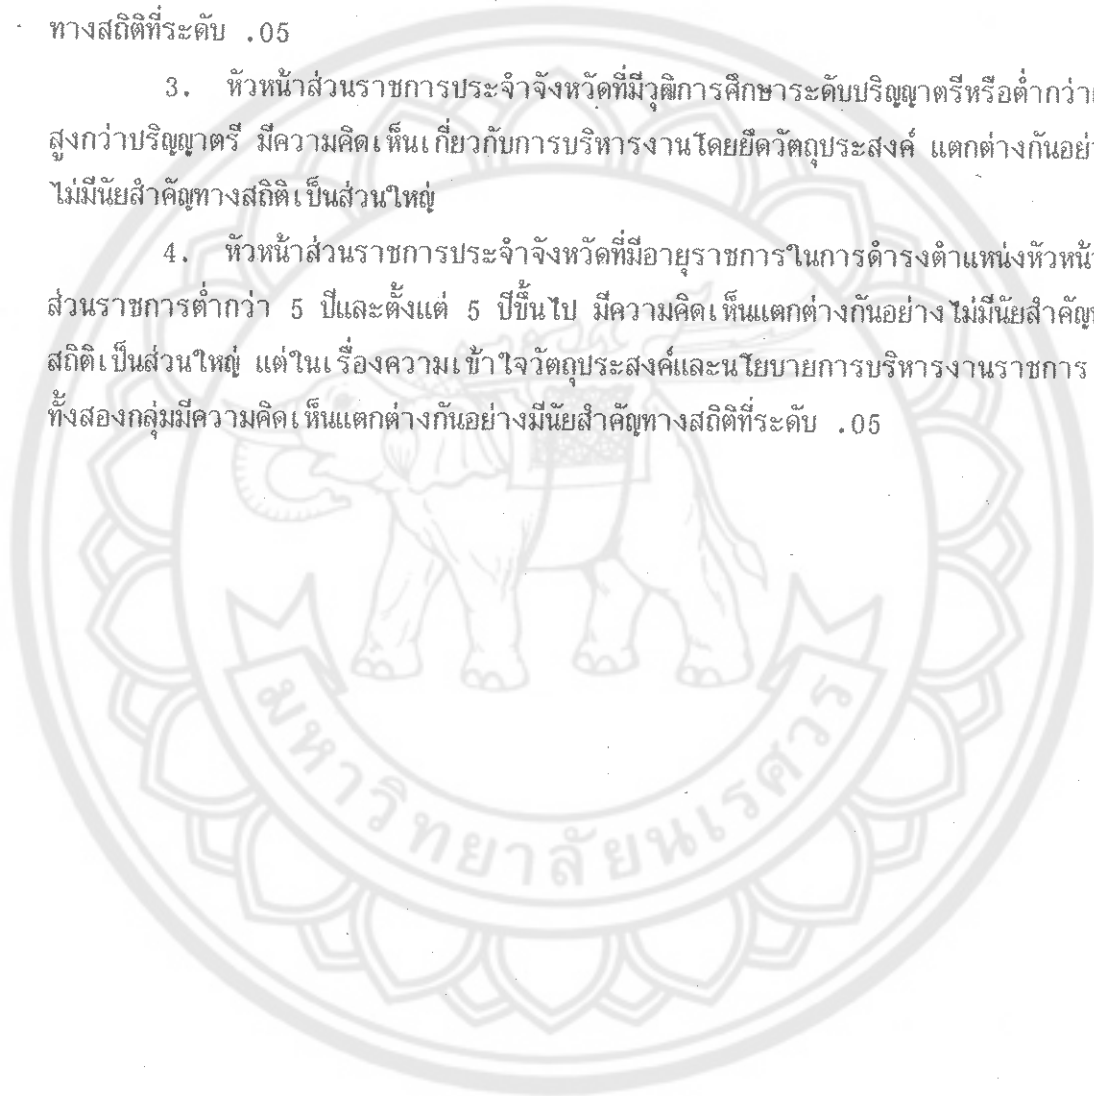 ทางสถิติที่ระดับ .05
3. หัวหน้าส่วนราชการประจำจังหวัดที่มีวุฒิการศึกษาระดับปริญญาตรีหรือต่ำกว่า
สูงกว่าปริญญาตรี มีความคิดเห็นเกี่ยวกับการบริหารงานโดยยึดวัตถุประสงค์ แตกต่างกันอย่า
ไม่มีนัยสำคัญทางสถิติเป็นส่วนใหญ่
4. หัวหน้าส่วนราชการประจำจังหวัดที่มีอายุราชการในการดำรงตำแหน่งหัวหน้า
ส่วนราชการต่ำกว่า 5 ปีและตั้งแต่ 5 ปีขึ้นไป มีความคิดเห็นแตกต่างกันอย่างไม่มีนัยสำคัญ
สถิติเป็นส่วนใหญ่ แต่ในเรื่องความเข้าใจวัตถุประสงค์และนโยบายการบริหารงานราชการ
ทั้งสองกลุ่มมีความคิดเห็นแตกต่างกันอย่างมีนัยสำคัญทางสถิติที่ระดับ .05
มหาวิทยาลัยนเรศวร